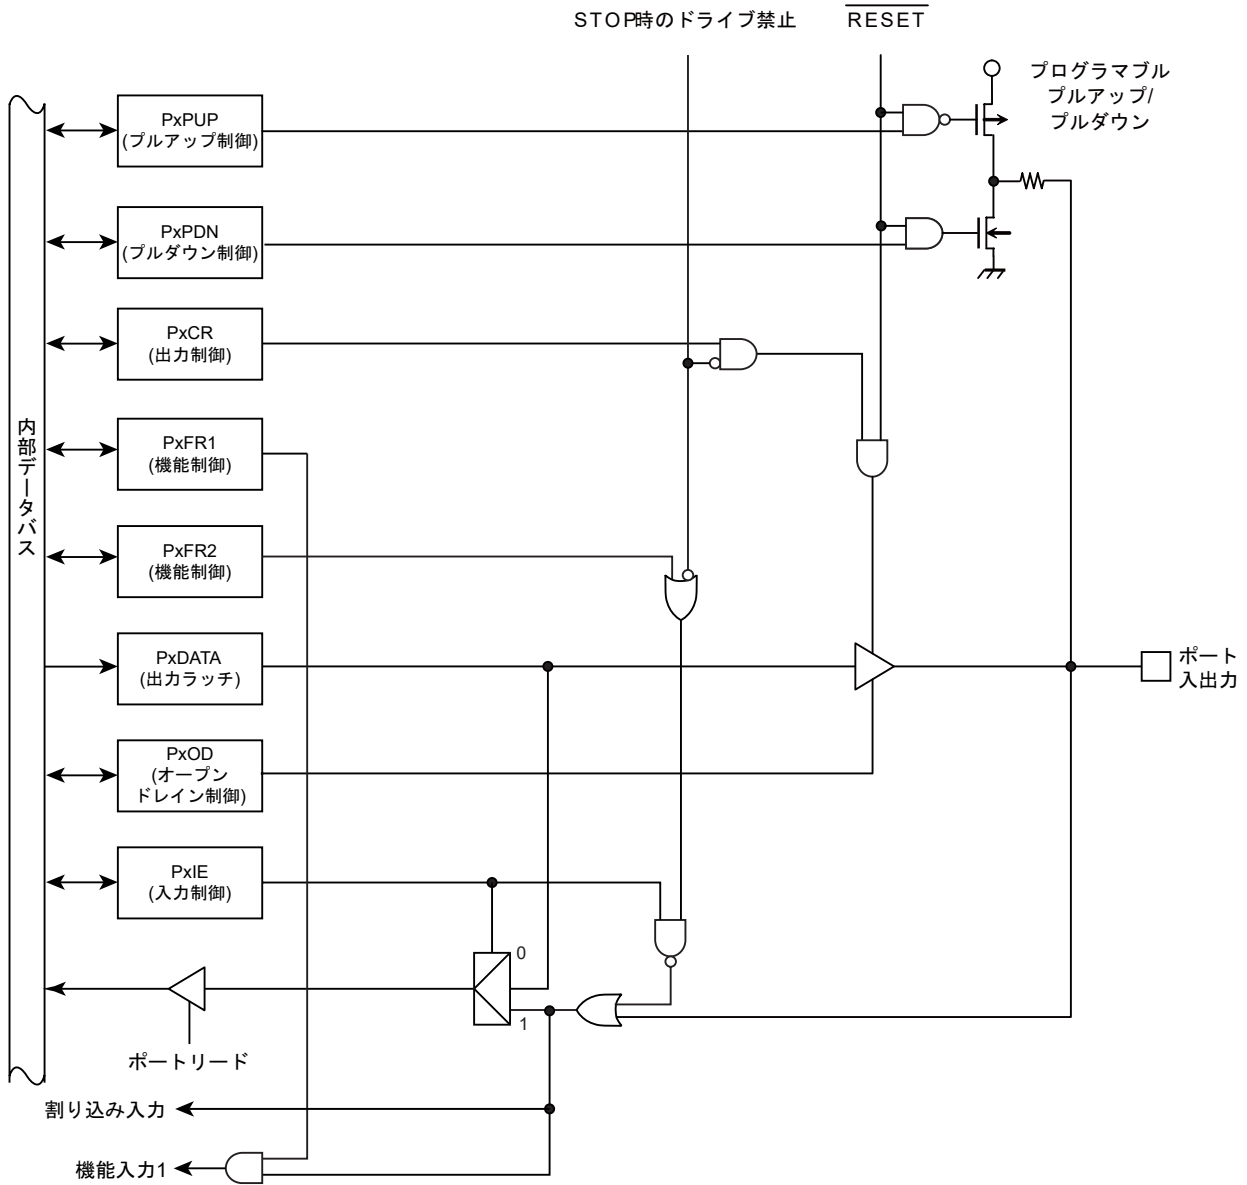 STOP時のドライブ禁止
RESET
プログラマブル
プルアップ/
プルダウン
PxPUP
(プルアップ制御)
PxPDN
(プルダウン制御)
PxCR
(出力制御)
PxFR1
(機能制御)
PxFR2
(機能制御)
内部データバス
PxDATA
(出力ラッチ)
ポート
入出力
PxOD
(オープン
ドレイン制御)
PxIE
(入力制御)
0
1
ポートリード
割り込み入力
機能入力1